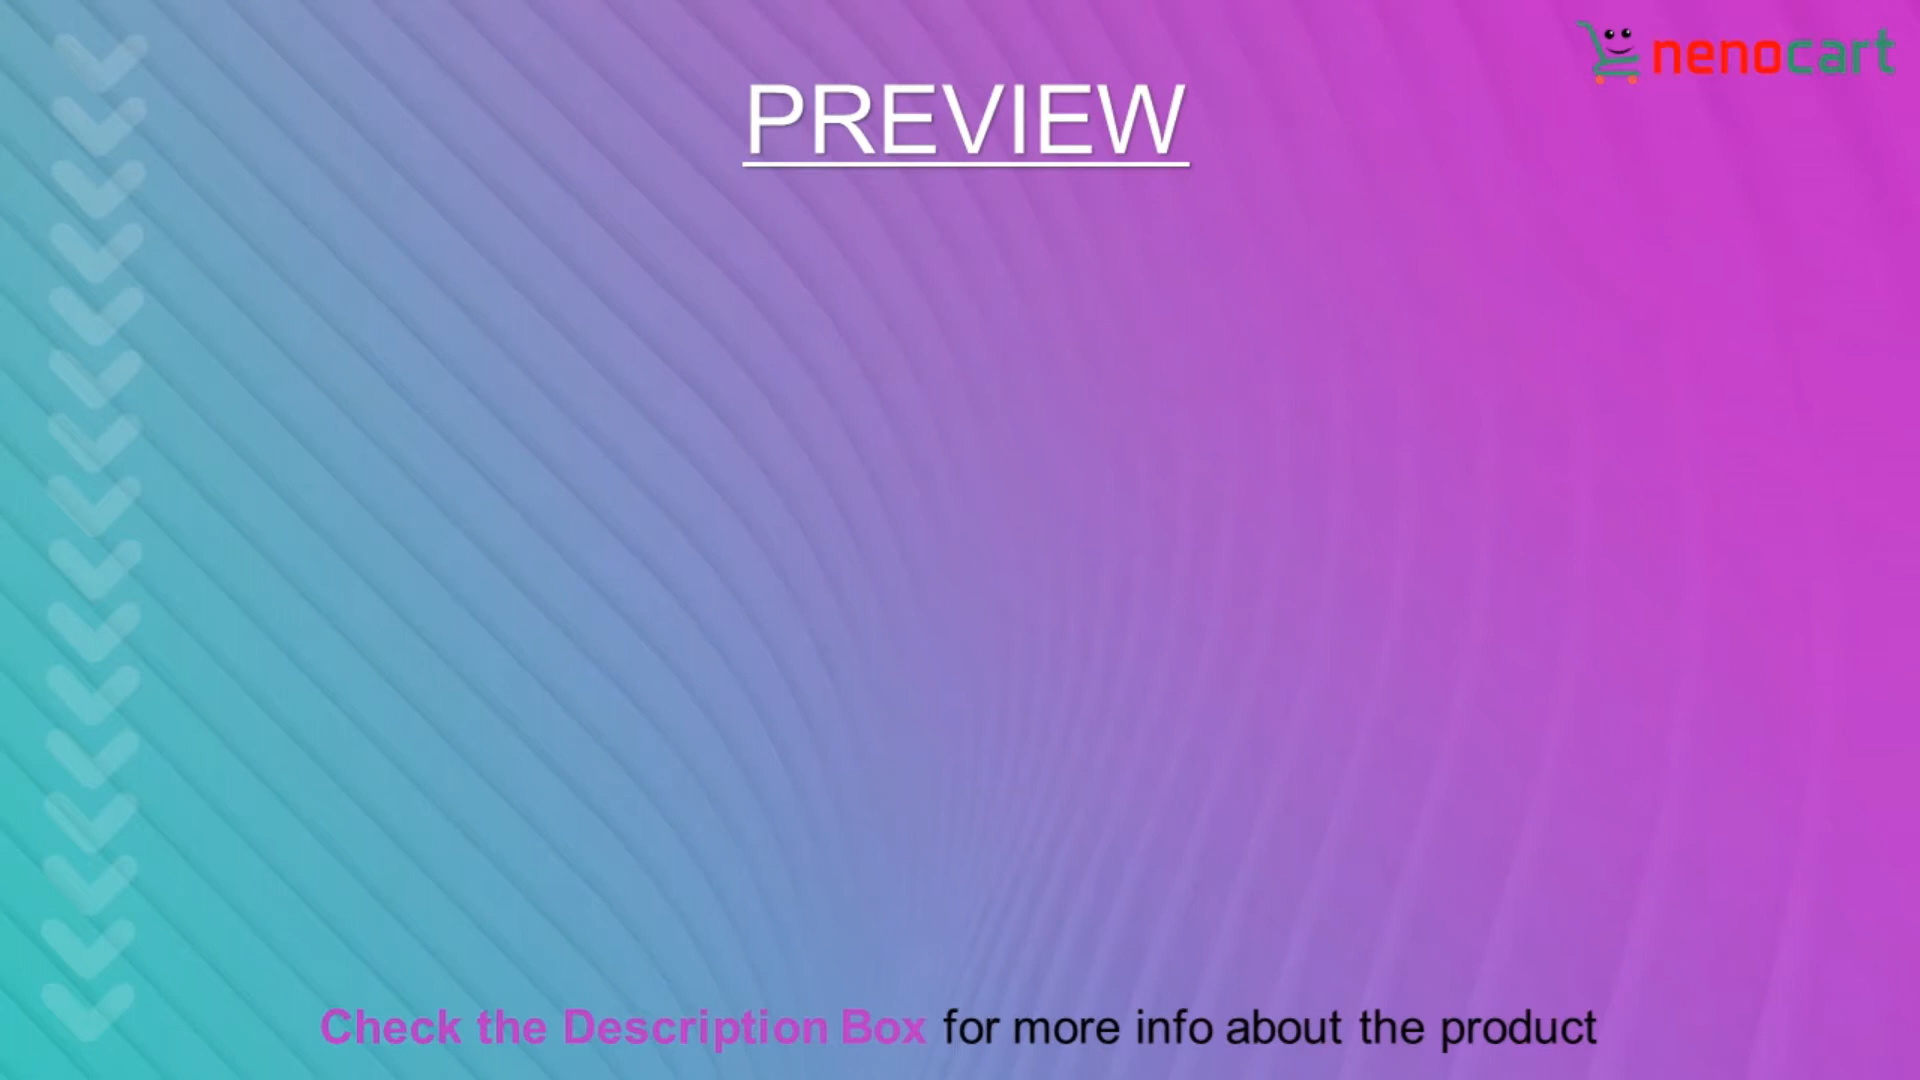 nenocart
PREVIEW
Check the Description Box for more info about the product